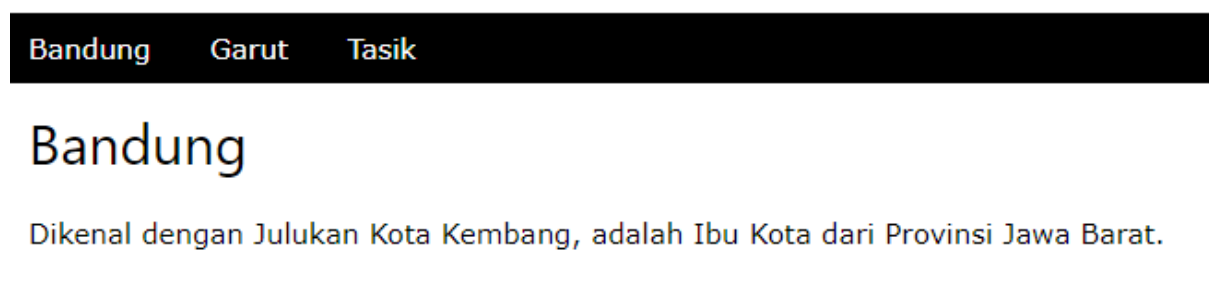 Bandung Garut Tasik
Bandung
Dikenal dengan Julukan Kota Kembang, adalah Ibu Kota dari Provinsi Jawa Barat.